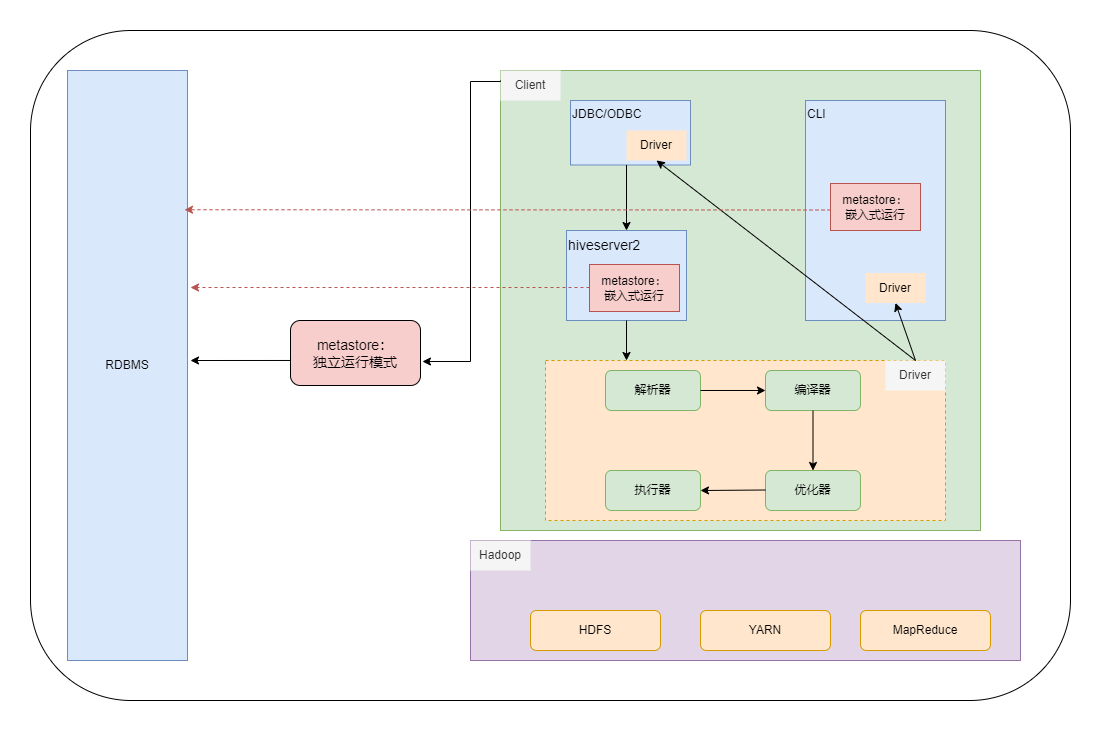 Client
JDBC/ODBC
Driver
CLI
metastore：
嵌入式运行
hiveserver2
metastore：
嵌入式运行
Driver
metastore：
独立运行模式
RDBMS
Driver
解析器
编译器
执行器
优化器
Hadoop
HDFS
YARN
MapReduce